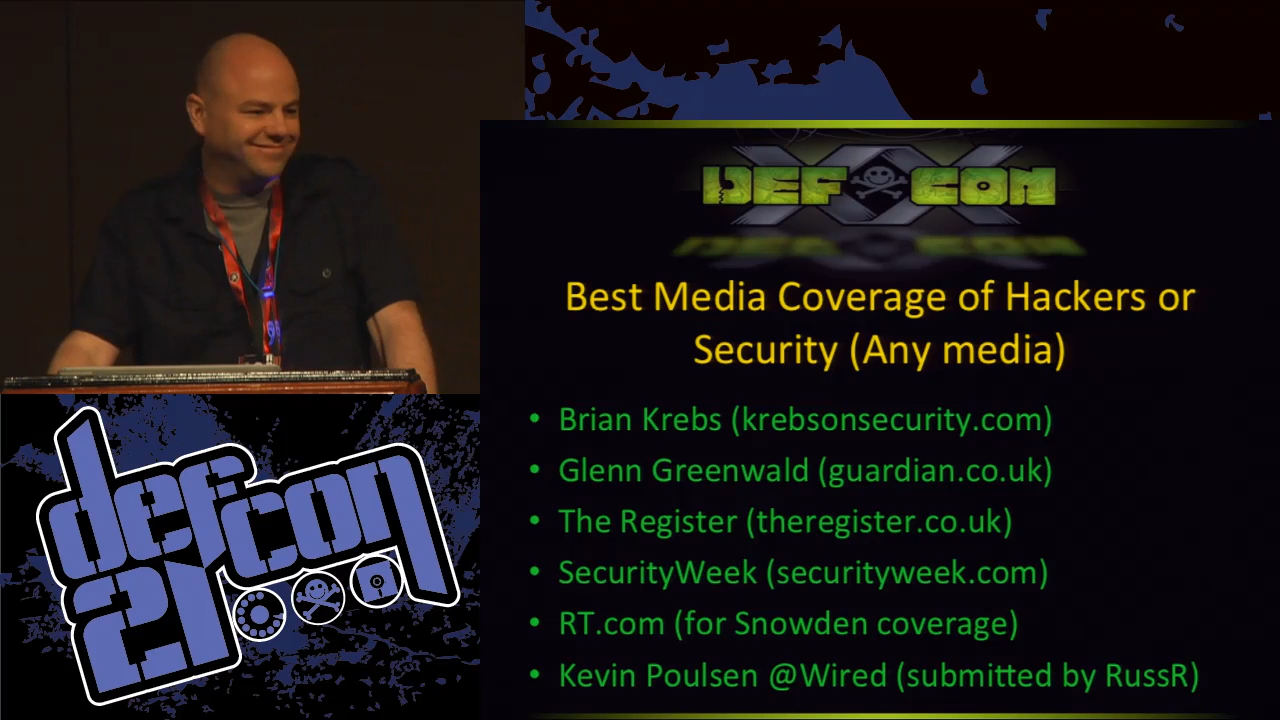 DEF CON
Best Media Coverage of Hackers or
Security (Any media)
• Brian Krebs (krebsonsecurity.com)
• Glenn Greenwald (guardian.co.uk)
• The Register (theregister.co.uk)
• SecurityWeek (securityweek.com)
• RT.com (for Snowden coverage)
• Kevin Poulsen @Wired (submitted by RussR)
defcon
21